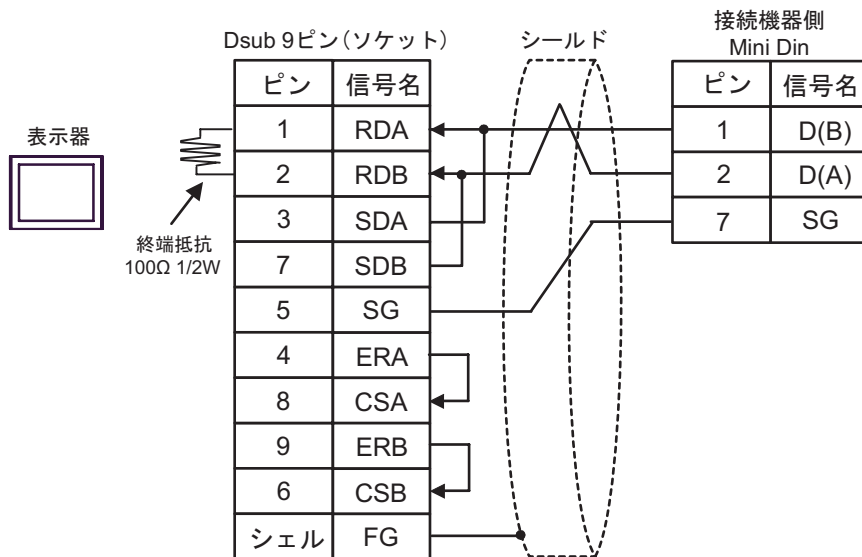 Dsub 9ピン(ソケット)
シールド
接続機器側
Mini Din
ピン 信号名
1 RDA
2 RDB
3 SDA
7 SDB
5 SG
4 ERA
8 CSA
9 ERB
6 CSB
シェル FG
ピン 信号名
1 D(B)
2 D(A)
7 SG
表示器
終端抵抗
100Ω 1/2W